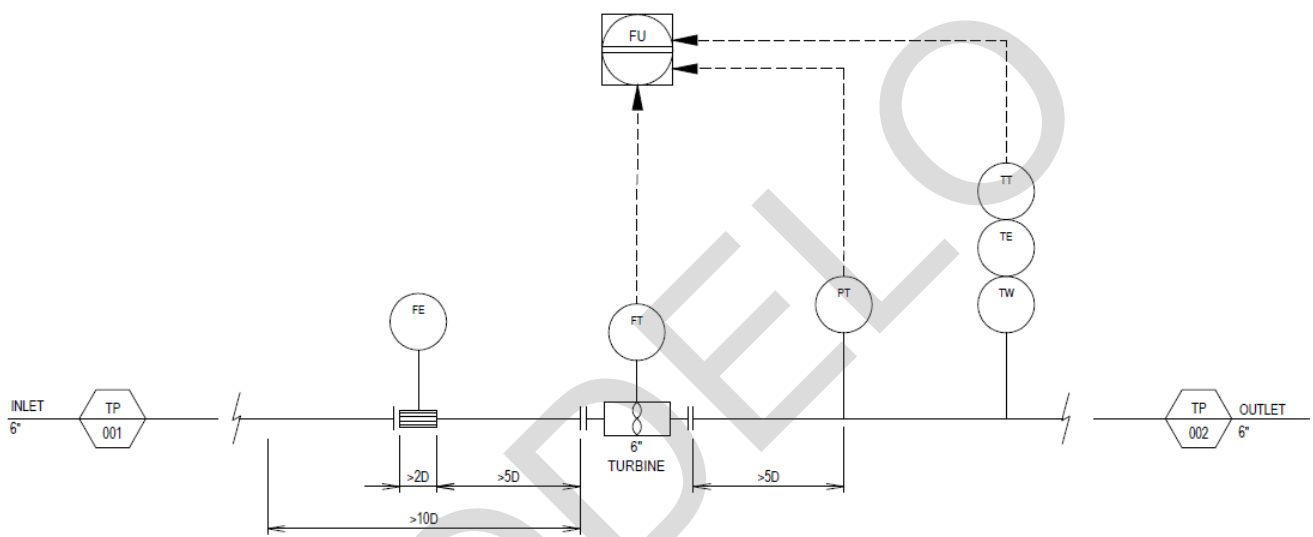 FU
TT
TE
TW
PT
FE
FT
INLET
6"
TP
001
6"
TURBINE
TP
002
OUTLET
6"
>2D
>5D
>5D
>10D
MODELO